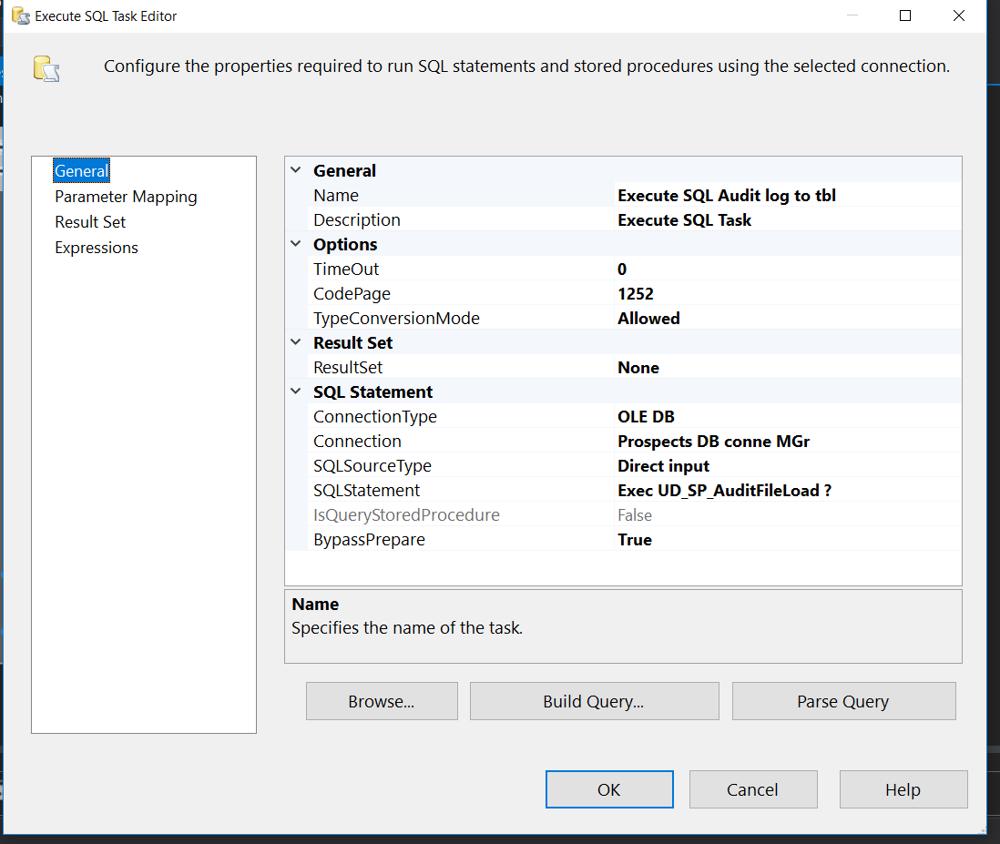 Execute SQL Task Editor
Configure the properties required to run SQL statements and stored procedures using the selected connection.
General
Parameter Mapping
Result Set
Expressions
General
Name Execute SQL Audit log to tbl
Description Execute SQL Task
Options
TimeOut 0
CodePage 1252
TypeConversionMode Allowed
Result Set
ResultSet None
SQL Statement
ConnectionType OLE DB
Connection Prospects DB conne MGr
SQLSourceType Direct input
SQLStatement Exec UD_SP_AuditFileLoad ?
IsQueryStoredProcedure False
BypassPrepare True
Name
Specifies the name of the task.
Browse... Build Query... Parse Query
OK Cancel Help